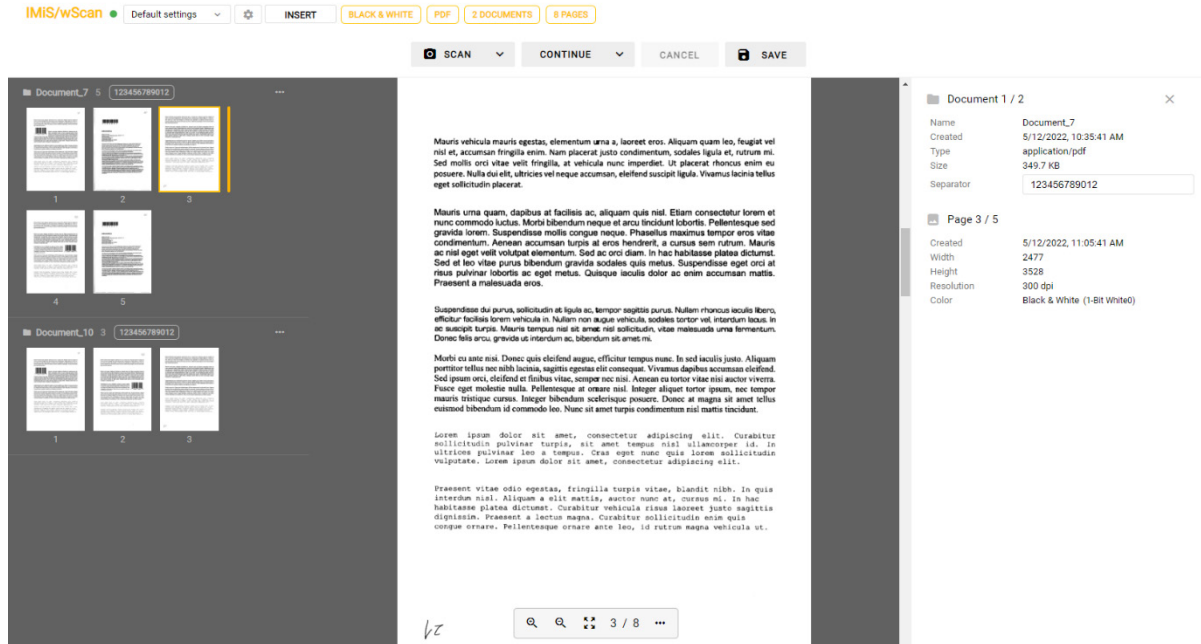 IMiS/wScan Default settings INSERT BLACK & WHITE PDF 2 DOCUMENTS 8 PAGES
SCAN CONTINUE CANCEL SAVE
Document_7 5 123456789012
1 2 3
4 5
Document_10 3 123456789012
1 2 3
Mauris vehicula mauris egestas, elementum urna a, laoreet eros. Aliquam quam leo, feugiat vel
nisl et, accumsan fringilla enim. Nam placerat justo condimentum, sodales ligula et, rutrum mi.
Sed mollis orci vitae velit fringilla, at vehicula nunc imperdiet. Ut placerat rhoncus enim eu
posuere. Nulla dui elit, ultricies vel neque accumsan, eleifend suscipit ligula. Vivamus lacinia tellus
eget sollicitudin placerat.
Mauris urna quam, dapibus at facilisis ac, aliquam quis nisl. Etiam consectetur lorem et
nunc commodo luctus. Morbi bibendum neque et arcu tincidunt lobortis. Pellentesque sed
gravida lorem. Suspendisse mollis congue neque. Phasellus maximus tempor eros vitae
condimentum. Aenean accumsan turpis at eros hendrerit, a cursus sem rutrum. Mauris
ac nisl eget velit volutpat elementum. Sed ac orci diam. In hac habitasse platea dictumst.
Sed et leo vitae purus bibendum gravida sodales quis metus. Suspendisse eget orci at
risus pulvinar lobortis ac eget metus. Quisque iaculis dolor ac enim accumsan mattis.
Praesent a malesuada eros.
Suspendisse dui purus, sollicitudin at ligula ac, tempor sagittis purus. Nullam rhoncus iaculis libero,
efficitur facilisis lorem vehicula in. Nullam non augue vehicula, sodales tortor vel, interdum lacus. In
ac suscipit turpis. Mauris tempus nisl sit amet nisl sollicitudin, vitae malesuada urna fermentum.
Donec felis arcu, gravida ut interdum ac, bibendum sit amet mi.
Morbi eu ante nisi. Donec quis eleifend augue, efficitur tempus nunc. In sed iaculis justo. Aliquam
porttitor tellus nec nibh lacinia, sagittis egestas elit consequat. Vivamus dapibus accumsan eleifend.
Sed ipsum orci, eleifend et finibus vitae, semper nec nisi. Aenean eu tortor vitae nisi auctor viverra.
Fusce eget molestie nulla. Pellentesque at ornare nisl. Integer aliquet tortor ipsum, nec tempor
mauris tristique cursus. Integer bibendum scelerisque posuere. Donec at magna sit amet tellus
euismod bibendum id commodo leo. Nunc sit amet turpis condimentum nisl mattis tincidunt.
Lorem ipsum dolor sit amet, consectetur adipiscing elit. Curabitur
sollicitudin pulvinar turpis, sit amet tempus nisl ullamcorper id. In
ultrices pulvinar leo a tempus. Cras eget nunc quis lorem sollicitudin
vulputate. Lorem ipsum dolor sit amet, consectetur adipiscing elit.
Praesent vitae odio egestas, fringilla turpis vitae, blandit nibh. In quis
interdum nisl. Aliquam a elit mattis, auctor nunc at, cursus mi. In hac
habitasse platea dictumst. Curabitur vehicula risus laoreet justo sagittis
dignissim. Praesent a lectus magna. Curabitur sollicitudin enim quis
congue ornare. Pellentesque ornare ante leo, id rutrum magna vehicula ut.
3 / 8
Document 1 / 2
Name Document_7
Created 5/12/2022, 10:35:41 AM
Type application/pdf
Size 349.7 KB
Separator 123456789012
Page 3 / 5
Created 5/12/2022, 11:05:41 AM
Width 2477
Height 3528
Resolution 300 dpi
Color Black & White (1-Bit White0)